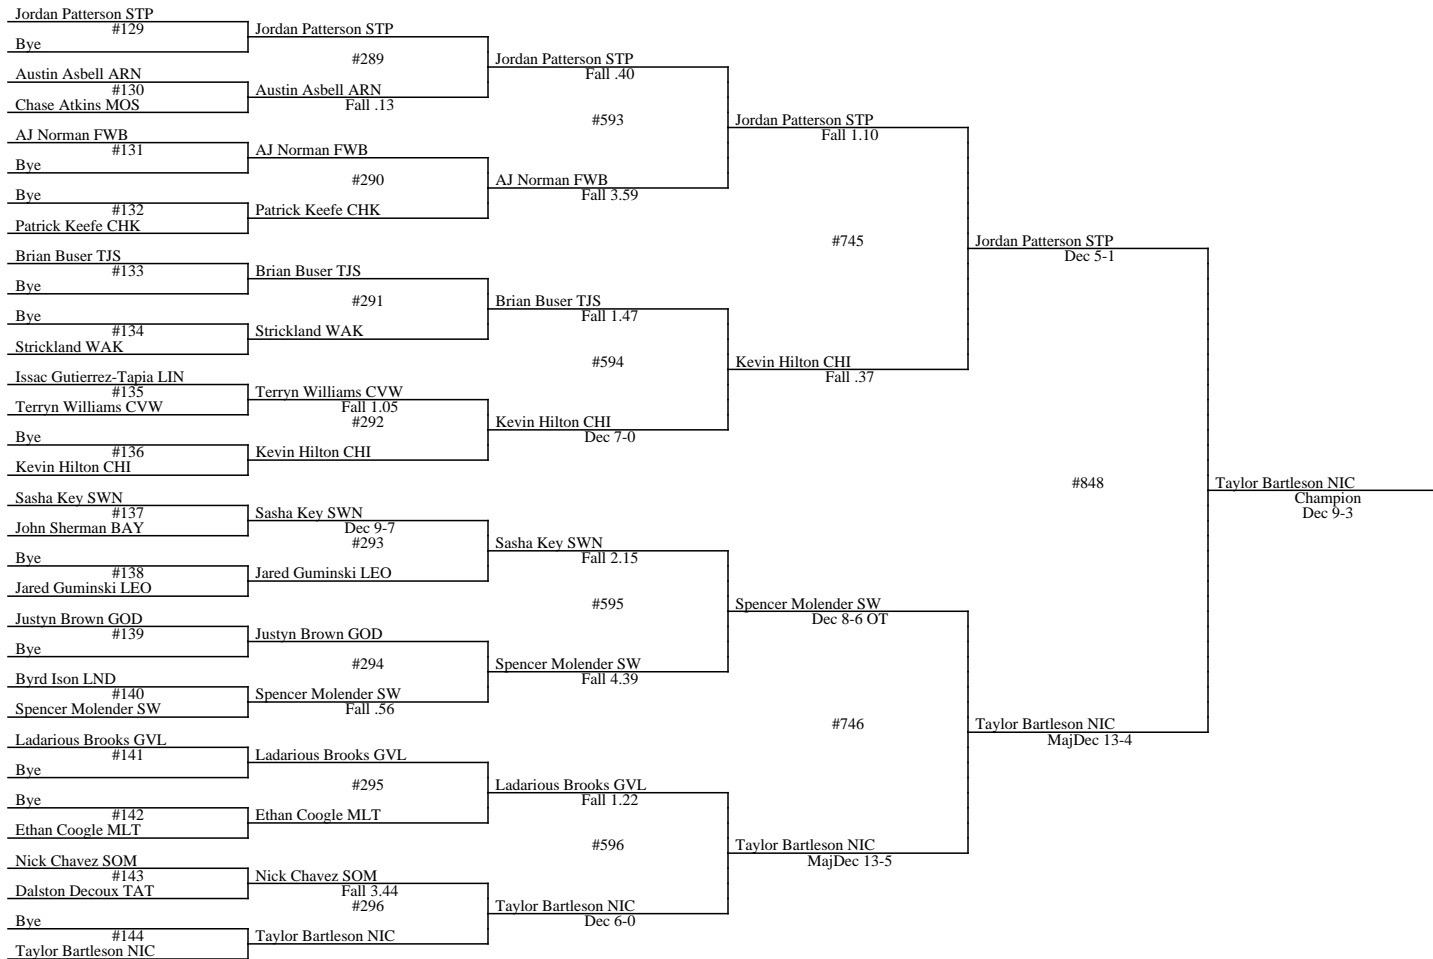 Jordan Patterson STP
#129
Bye
Austin Asbell ARN
#130
Chase Atkins MOS
AJ Norman FWB
#131
Bye
Bye
#132
Patrick Keefe CHK
Brian Buser TJS
#133
Bye
Bye
#134
Strickland WAK
Issac Gutierrez-Tapia LIN
#135
Terryn Williams CVW
Bye
#136
Kevin Hilton CHI
Sasha Key SWN
#137
John Sherman BAY
Bye
#138
Jared Guminski LEO
Justyn Brown GOD
#139
Bye
Byrd Ison LND
#140
Spencer Molender SW
Ladarious Brooks GVL
#141
Bye
Bye
#142
Ethan Coogle MLT
Nick Chavez SOM
#143
Dalston Decoux TAT
Bye
#144
Taylor Bartleson NIC
Jordan Patterson STP
#289
Austin Asbell ARN
Fall .13
AJ Norman FWB
#290
Patrick Keefe CHK
Brian Buser TJS
#291
Strickland WAK
Terryn Williams CVW
Fall 1.05
#292
Kevin Hilton CHI
Sasha Key SWN
Dec 9-7
#293
Jared Guminski LEO
Justyn Brown GOD
#294
Spencer Molender SW
Fall .56
Ladarious Brooks GVL
#295
Ethan Coogle MLT
Nick Chavez SOM
Fall 3.44
#296
Taylor Bartleson NIC
Jordan Patterson STP
Fall .40
#593
AJ Norman FWB
Fall 3.59
Brian Buser TJS
Fall 1.47
#594
Kevin Hilton CHI
Dec 7-0
Sasha Key SWN
Fall 2.15
#595
Spencer Molender SW
Fall 4.39
Ladarious Brooks GVL
Fall 1.22
#596
Taylor Bartleson NIC
Dec 6-0
Jordan Patterson STP
Fall 1.10
#745
Kevin Hilton CHI
Fall .37
Spencer Molender SW
Dec 8-6 OT
#746
Taylor Bartleson NIC
MajDec 13-5
Jordan Patterson STP
Dec 5-1
#848
Taylor Bartleson NIC
MajDec 13-4
Taylor Bartleson NIC
Champion
Dec 9-3